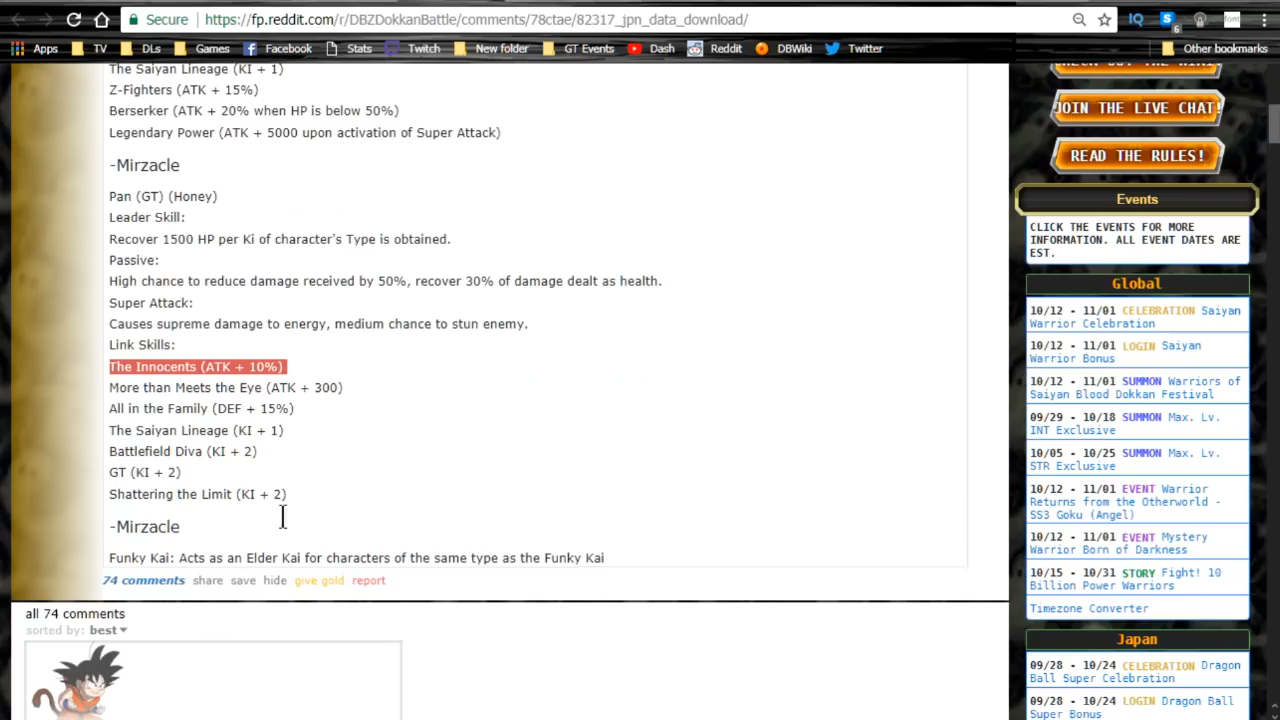 Secure
https://fp.reddit.com/r/DBZDokkanBattle/comments/78ctae/82317_jpn_data_download/
IQ
6
font
Apps
TV
DLs
Games
Facebook
Stats
Twitch
New folder
GT Events
Dash
Reddit
DBWiki
Twitter
Other bookmarks
The Saiyan Lineage (KI + 1)
Z-Fighters (ATK + 15%)
Berserker (ATK + 20% when HP is below 50%)
Legendary Power (ATK + 5000 upon activation of Super Attack)
-Mirzacle
Pan (GT) (Honey)
Leader Skill:
Recover 1500 HP per Ki of character's Type is obtained.
Passive:
High chance to reduce damage received by 50%, recover 30% of damage dealt as health.
Super Attack:
Causes supreme damage to energy, medium chance to stun enemy.
Link Skills:
The Innocents (ATK + 10%)
More than Meets the Eye (ATK + 300)
All in the Family (DEF + 15%)
The Saiyan Lineage (KI + 1)
Battlefield Diva (KI + 2)
GT (KI + 2)
Shattering the Limit (KI + 2)
-Mirzacle
Funky Kai: Acts as an Elder Kai for characters of the same type as the Funky Kai
74 comments share save hide give gold report
all 74 comments
sorted by: best
CHECK OUT THE WIKI!
JOIN THE LIVE CHAT!
READ THE RULES!
Events
CLICK THE EVENTS FOR MORE
INFORMATION. ALL EVENT DATES ARE
EST.
Global
10/12 - 11/01 CELEBRATION Saiyan
Warrior Celebration
10/12 - 11/01 LOGIN Saiyan
Warrior Bonus
10/12 - 11/01 SUMMON Warriors of
Saiyan Blood Dokkan Festival
09/29 - 10/18 SUMMON Max. Lv.
INT Exclusive
10/05 - 10/25 SUMMON Max. Lv.
STR Exclusive
10/12 - 11/01 EVENT Warrior
Returns from the Otherworld -
SS3 Goku (Angel)
10/12 - 11/01 EVENT Mystery
Warrior Born of Darkness
10/15 - 10/31 STORY Fight! 10
Billion Power Warriors
Timezone Converter
Japan
09/28 - 10/24 CELEBRATION Dragon
Ball Super Celebration
09/28 - 10/24 LOGIN Dragon Ball
Super Bonus